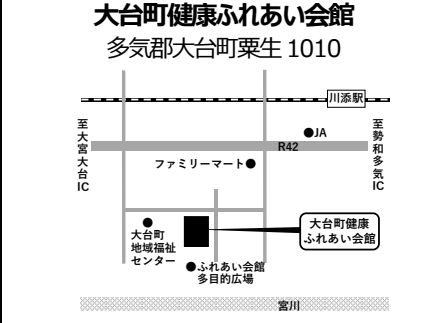 大台町健康ふれあい会館
多気郡大台町粟生 1010
川添駅
至大宮大台IC
至勢和多気IC
●JA
R42
ファミリーマート●
大台町健康
ふれあい会館
●
大台町
地域福祉
センター
●ふれあい会館
多目的広場
宮川